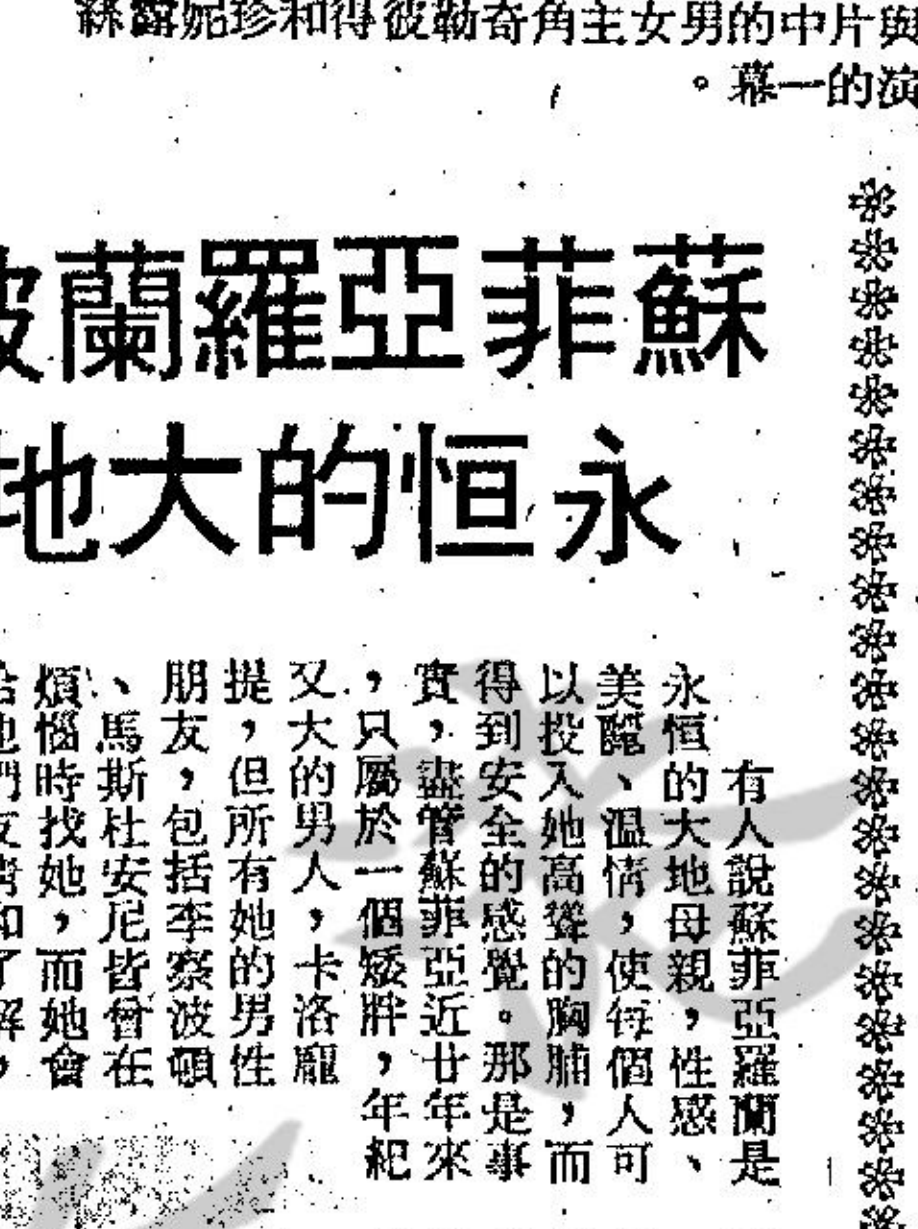 與片中的男女主角奇勒彼得和珍妮露絲
演的一幕。
蘇菲亞羅蘭
永恒的大地
有人說蘇菲亞羅蘭是
永恒的大地母親，性感、
美麗、溫情，使每個人可
以投入她高聳的胸脯，而
得到安全的感覺。那是事
實，盡管蘇菲亞近廿年來
，只屬於一個矮胖，年紀
又大的男人，卡洛龐
提，但所有她的男性
朋友，包括李察波頓
、馬斯杜安尼皆曾在
煩惱時找她，而她會